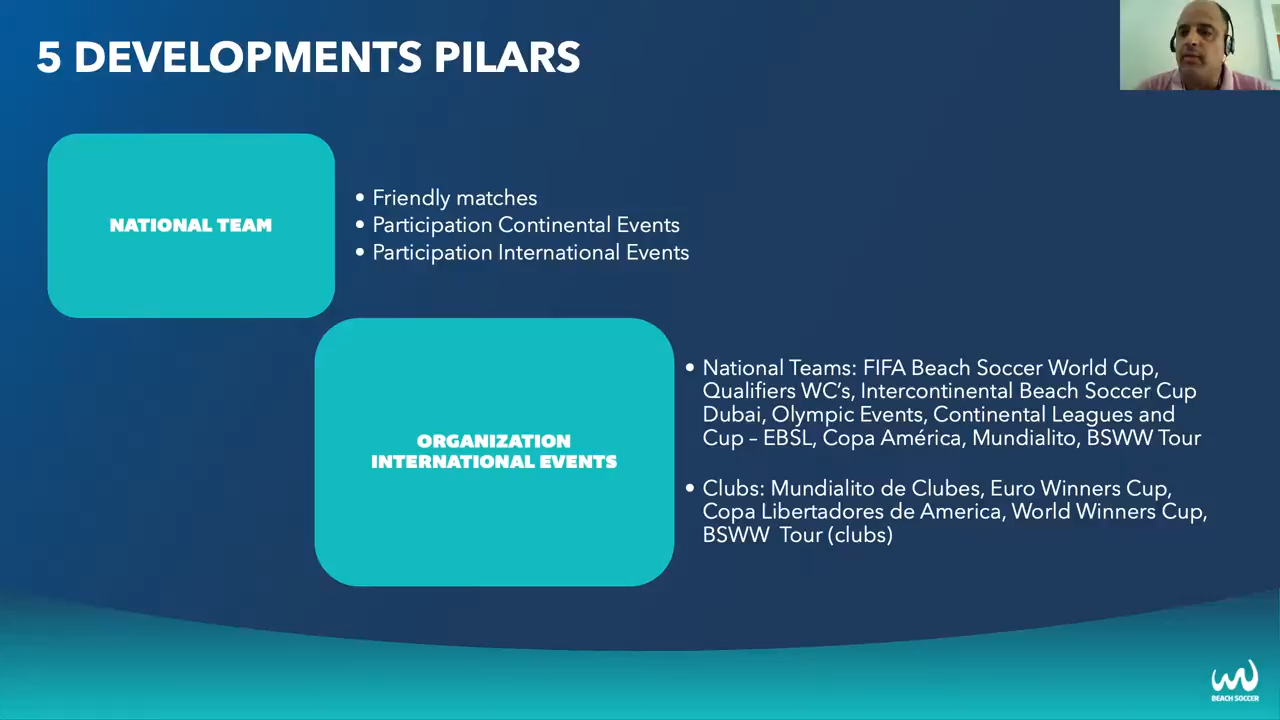 5 DEVELOPMENTS PILARS
NATIONAL TEAM
• Friendly matches
• Participation Continental Events
• Participation International Events
ORGANIZATION
INTERNATIONAL EVENTS
• National Teams: FIFA Beach Soccer World Cup,
Qualifiers WC’s, Intercontinental Beach Soccer Cup
Dubai, Olympic Events, Continental Leagues and
Cup – EBSL, Copa América, Mundialito, BSWW Tour
• Clubs: Mundialito de Clubes, Euro Winners Cup,
Copa Libertadores de America, World Winners Cup,
BSWW Tour (clubs)
BEACH SOCCER